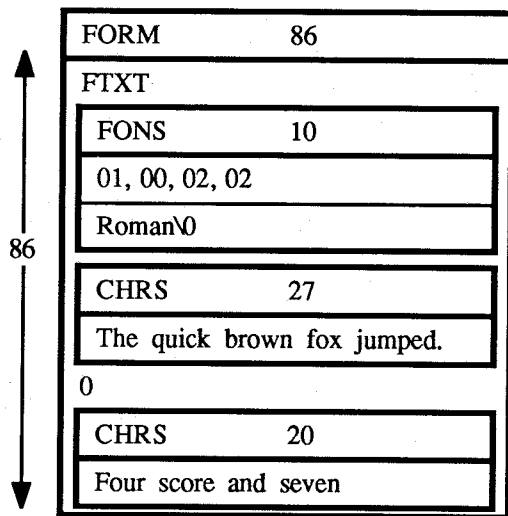 FORM 86
FTXT
FONS 10
01, 00, 02, 02
Roman\0
86
CHRS 27
The quick brown fox jumped.
0
CHRS 20
Four score and seven